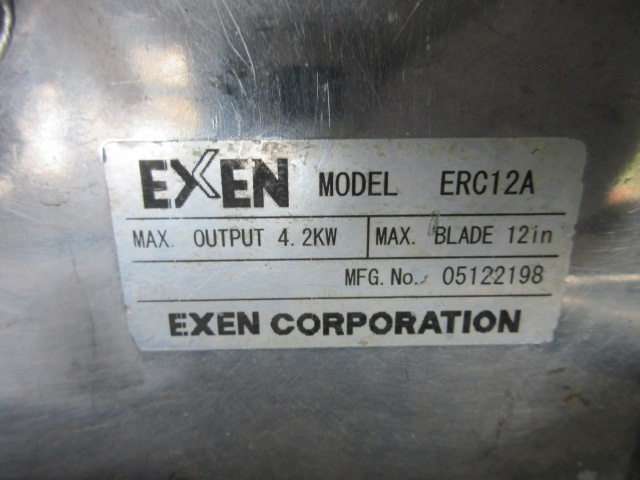 EXEN MODEL ERC12A
MAX. OUTPUT 4.2KW MAX. BLADE 12in
MFG. No. 05122198
EXEN CORPORATION